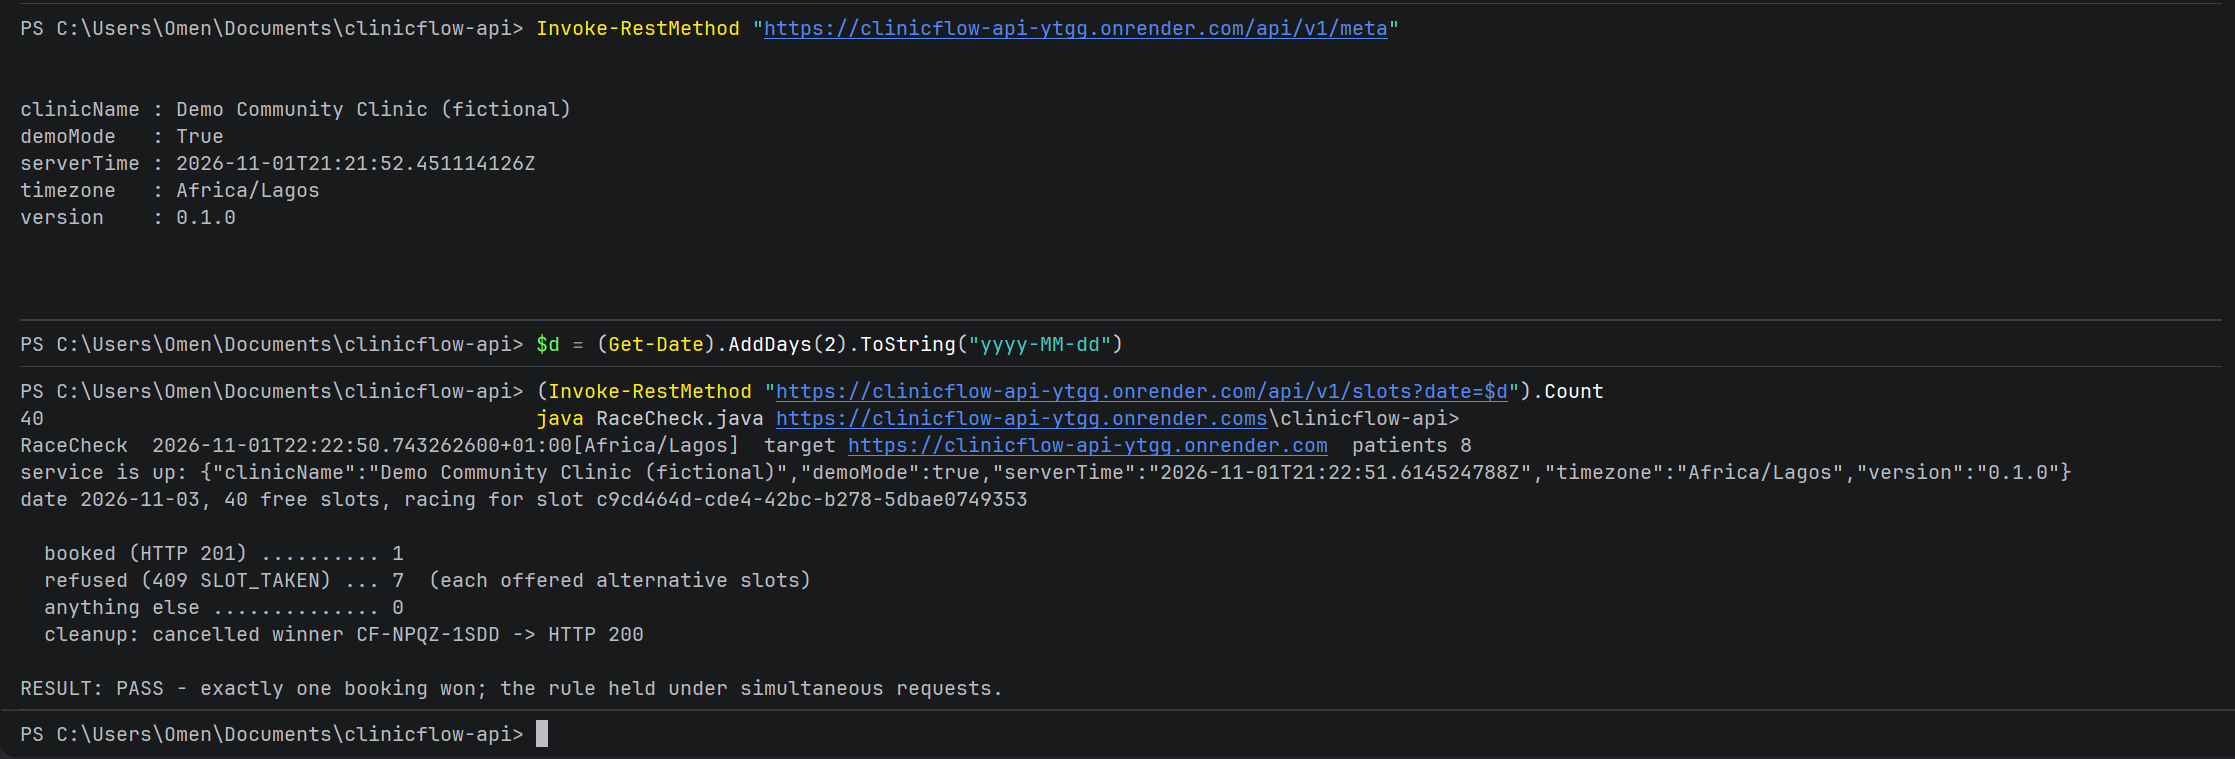 PS C:\Users\Omen\Documents\clinicflow-api> Invoke-RestMethod "https://clinicflow-api-ytgg.onrender.com/api/v1/meta"
clinicName : Demo Community Clinic (fictional)
demoMode   : True
serverTime : 2026-11-01T21:21:52.451114126Z
timezone   : Africa/Lagos
version    : 0.1.0
PS C:\Users\Omen\Documents\clinicflow-api> $d = (Get-Date).AddDays(2).ToString("yyyy-MM-dd")
PS C:\Users\Omen\Documents\clinicflow-api> (Invoke-RestMethod "https://clinicflow-api-ytgg.onrender.com/api/v1/slots?date=$d").Count
40                                         java RaceCheck.java https://clinicflow-api-ytgg.onrender.coms\clinicflow-api>
RaceCheck  2026-11-01T22:22:50.743262600+01:00[Africa/Lagos]  target https://clinicflow-api-ytgg.onrender.com  patients 8
service is up: {"clinicName":"Demo Community Clinic (fictional)","demoMode":true,"serverTime":"2026-11-01T21:22:51.614524788Z","timezone":"Africa/Lagos","version":"0.1.0"}
date 2026-11-03, 40 free slots, racing for slot c9cd464d-cde4-42bc-b278-5dbae0749353
  booked (HTTP 201) .......... 1
  refused (409 SLOT_TAKEN) ... 7  (each offered alternative slots)
  anything else .............. 0
  cleanup: cancelled winner CF-NPQZ-1SDD -> HTTP 200
RESULT: PASS - exactly one booking won; the rule held under simultaneous requests.
PS C:\Users\Omen\Documents\clinicflow-api>